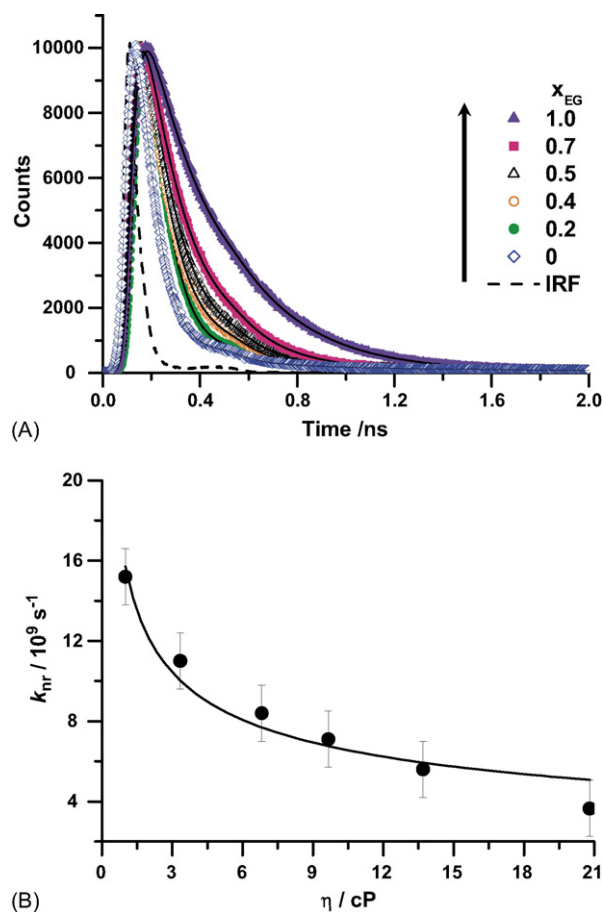 10000
8000
6000
4000
2000
0
Counts
0.0 0.4 0.8 1.2 1.6 2.0
Time /ns
x_EG
1.0
0.7
0.5
0.4
0.2
0
IRF
(A)
20
16
12
8
4
k_nr / 10^9 s^-1
0 3 6 9 12 15 18 21
η / cP
(B)